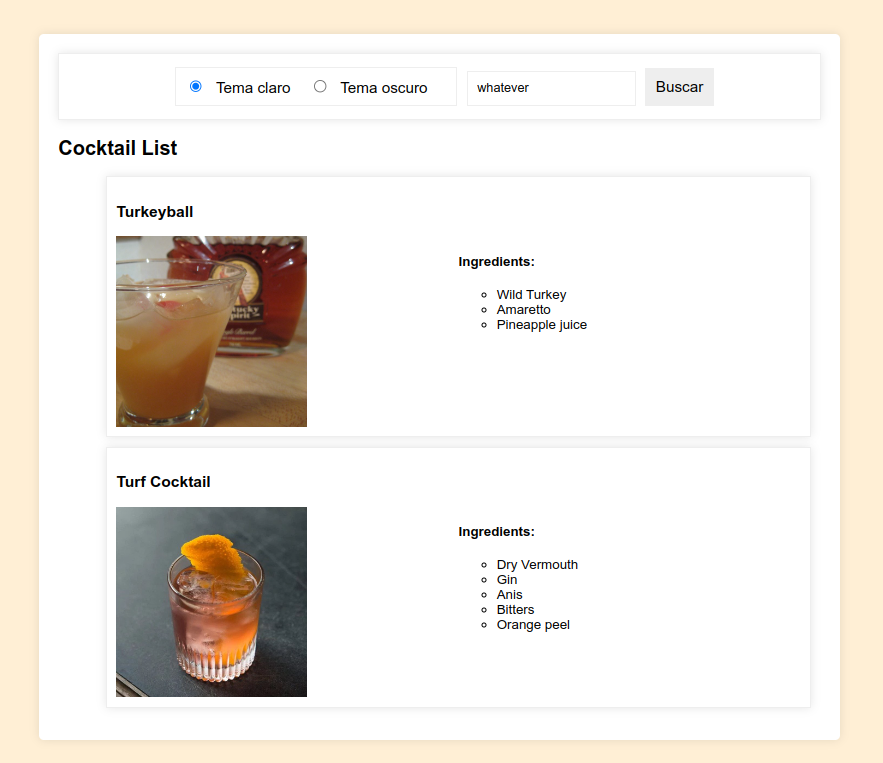 Tema claro Tema oscuro whatever Buscar
Cocktail List
Turkeyball
Ingredients:
Wild Turkey
Amaretto
Pineapple juice
Turf Cocktail
Ingredients:
Dry Vermouth
Gin
Anis
Bitters
Orange peel